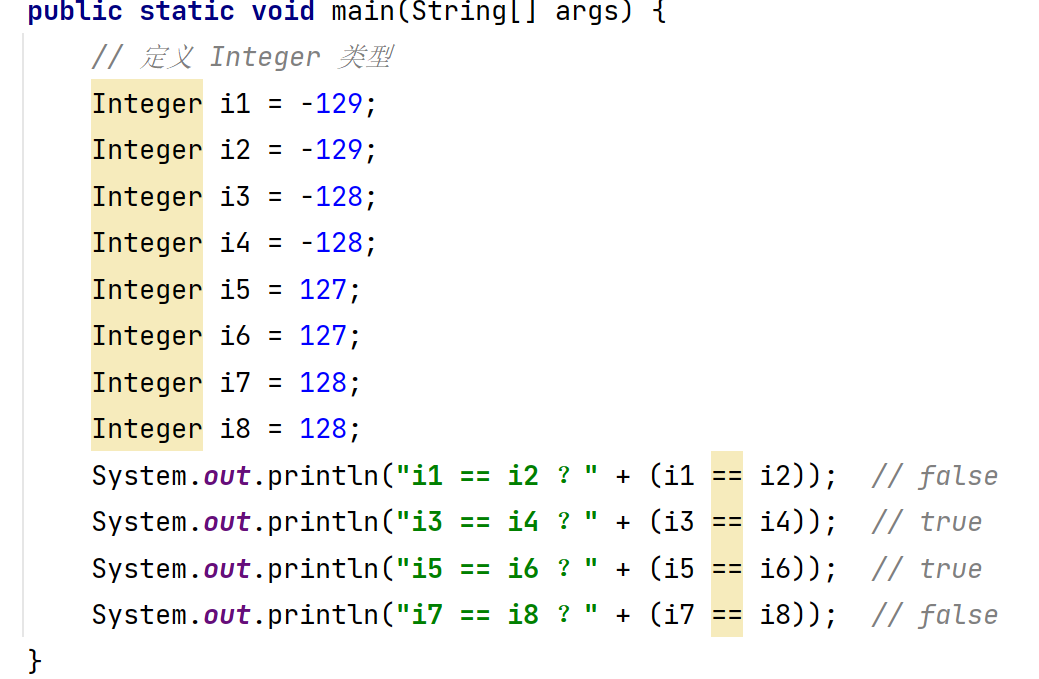 public static void main(String[] args) {
// 定义 Integer 类型
Integer i1 = -129;
Integer i2 = -129;
Integer i3 = -128;
Integer i4 = -128;
Integer i5 = 127;
Integer i6 = 127;
Integer i7 = 128;
Integer i8 = 128;
System.out.println("i1 == i2 ？" + (i1 == i2));  // false
System.out.println("i3 == i4 ？" + (i3 == i4));  // true
System.out.println("i5 == i6 ？" + (i5 == i6));  // true
System.out.println("i7 == i8 ？" + (i7 == i8));  // false
}